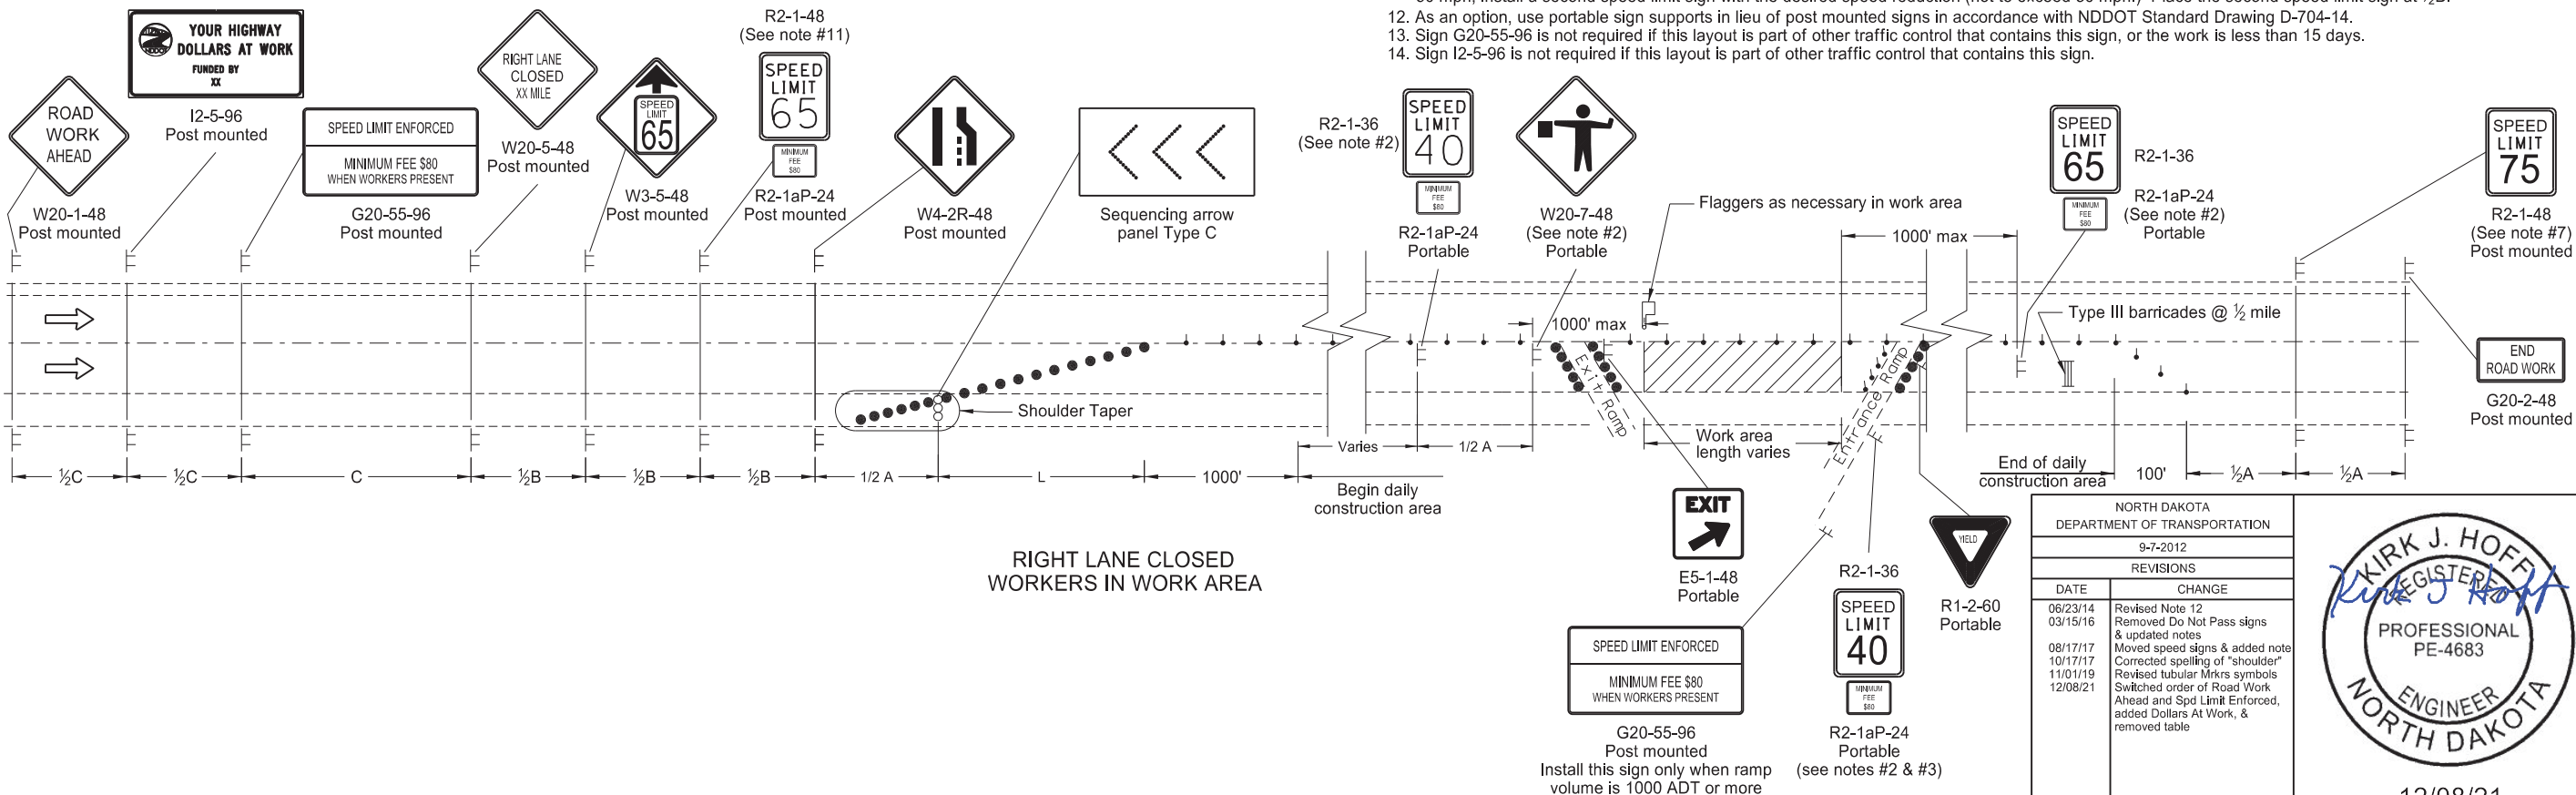 12. As an option, use portable sign supports in lieu of post mounted signs in accordance with NDDOT Standard Drawing D-704-14.
13. Sign G20-55-96 is not required if this layout is part of other traffic control that contains this sign, or the work is less than 15 days.
14. Sign I2-5-96 is not required if this layout is part of other traffic control that contains this sign.
ROAD
WORK
AHEAD
W20-1-48
Post mounted
YOUR HIGHWAY
DOLLARS AT WORK
FUNDED BY
XX
I2-5-96
Post mounted
SPEED LIMIT ENFORCED
MINIMUM FEE $80
WHEN WORKERS PRESENT
G20-55-96
Post mounted
RIGHT LANE
CLOSED
XX MILE
W20-5-48
Post mounted
SPEED
LIMIT
65
W3-5-48
Post mounted
R2-1-48
(See note #11)
SPEED
LIMIT
65
MINIMUM
FEE
$80
R2-1aP-24
Post mounted
W4-2R-48
Post mounted
Sequencing arrow
panel Type C
R2-1-36
(See note #2)
SPEED
LIMIT
40
MINIMUM
FEE
$80
R2-1aP-24
Portable
W20-7-48
(See note #2)
Portable
Flaggers as necessary in work area
1000' max
1000' max
SPEED
LIMIT
65
MINIMUM
FEE
$80
R2-1-36
R2-1aP-24
(See note #2)
Portable
SPEED
LIMIT
75
R2-1-48
(See note #7)
Post mounted
Type III barricades @ ½ mile
END
ROAD WORK
G20-2-48
Post mounted
Shoulder Taper
Exit Ramp
Entrance Ramp
Work area
length varies
½C
½C
C
½B
½B
½B
1/2 A
L
1000'
Varies
1/2 A
Begin daily
construction area
End of daily
construction area
100'
½A
½A
RIGHT LANE CLOSED
WORKERS IN WORK AREA
EXIT
E5-1-48
Portable
SPEED LIMIT ENFORCED
MINIMUM FEE $80
WHEN WORKERS PRESENT
G20-55-96
Post mounted
Install this sign only when ramp
volume is 1000 ADT or more
R2-1-36
SPEED
LIMIT
40
MINIMUM
FEE
$80
R2-1aP-24
Portable
(see notes #2 & #3)
YIELD
R1-2-60
Portable
NORTH DAKOTA
DEPARTMENT OF TRANSPORTATION
9-7-2012
REVISIONS
DATE CHANGE
06/23/14 Revised Note 12
03/15/16 Removed Do Not Pass signs
& updated notes
08/17/17 Moved speed signs & added note
10/17/17 Corrected spelling of "shoulder"
11/01/19 Revised tubular Mrkrs symbols
12/08/21 Switched order of Road Work
Ahead and Spd Limit Enforced,
added Dollars At Work, &
removed table
KIRK J. HOFF
REGISTERED
Kirk J Hoff
PROFESSIONAL
PE-4683
ENGINEER
NORTH DAKOTA
12/08/21